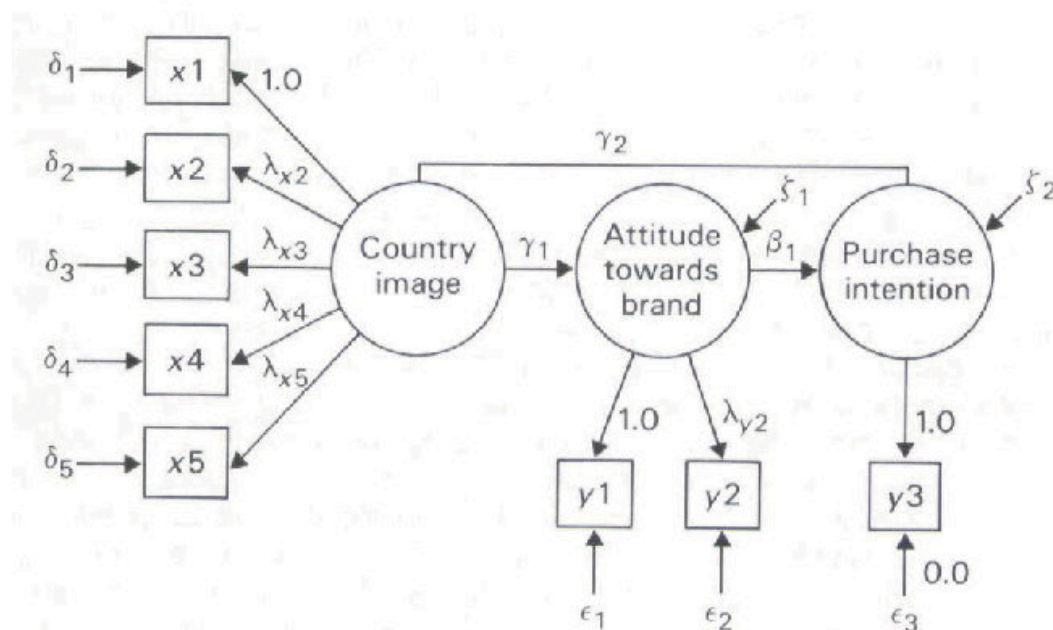 δ1
x1
1.0
δ2
x2
λx2
δ3
x3
λx3
δ4
x4
λx4
δ5
x5
λx5
Country
image
γ1
γ2
Attitude
towards
brand
ζ1
β1
Purchase
intention
ζ2
1.0
λy2
1.0
y1
y2
y3
0.0
ϵ1
ϵ2
ϵ3